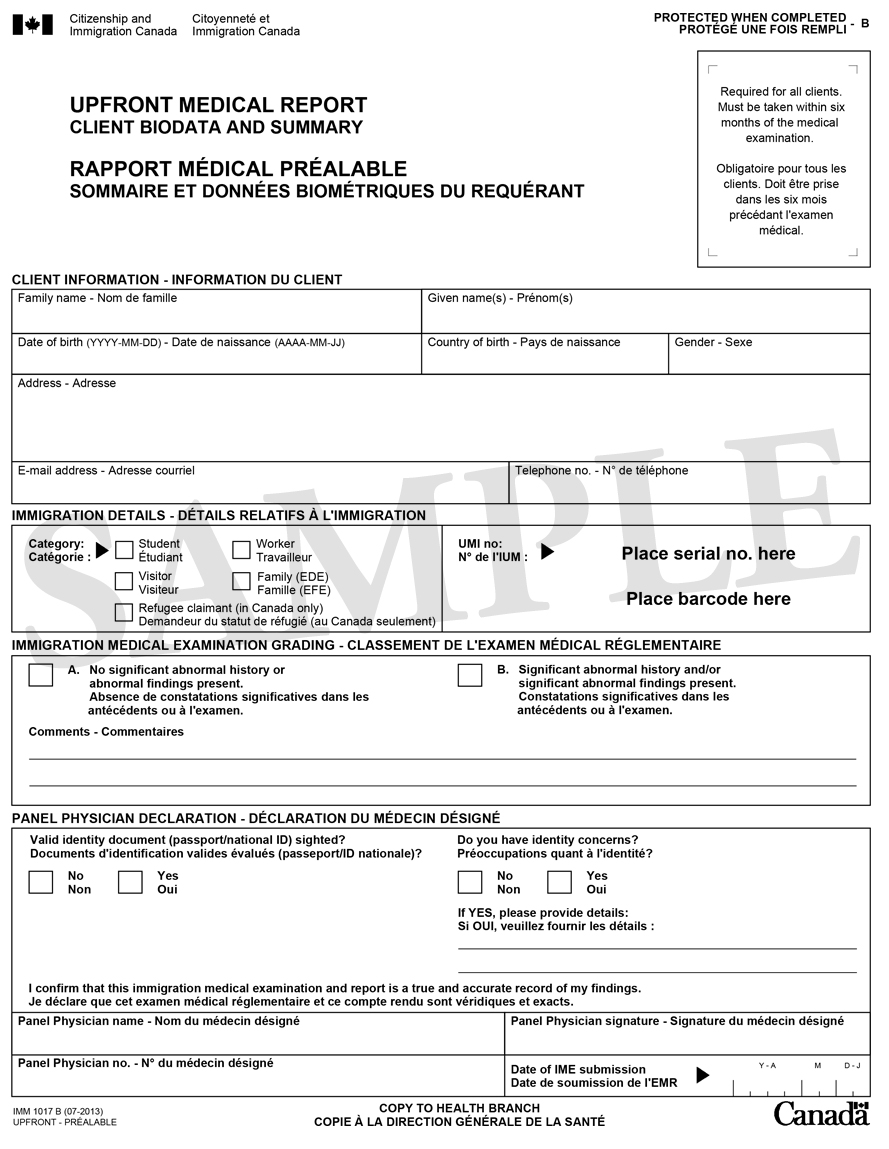 Citizenship and Citoyenneté et
Immigration Canada Immigration Canada
PROTECTED WHEN COMPLETED - B
PROTÉGÉ UNE FOIS REMPLI
UPFRONT MEDICAL REPORT
CLIENT BIODATA AND SUMMARY
RAPPORT MÉDICAL PRÉALABLE
SOMMAIRE ET DONNÉES BIOMÉTRIQUES DU REQUÉRANT
Required for all clients.
Must be taken within six
months of the medical
examination.
Obligatoire pour tous les
clients. Doit être prise
dans les six mois
précédant l'examen
médical.
CLIENT INFORMATION - INFORMATION DU CLIENT
Family name - Nom de famille
Given name(s) - Prénom(s)
Date of birth (YYYY-MM-DD) - Date de naissance (AAAA-MM-JJ)
Country of birth - Pays de naissance
Gender - Sexe
Address - Adresse
E-mail address - Adresse courriel
Telephone no. - N° de téléphone
SAMPLE
IMMIGRATION DETAILS - DÉTAILS RELATIFS À L'IMMIGRATION
Category:
Catégorie :
Student
Étudiant
Worker
Travailleur
Visitor
Visiteur
Family (EDE)
Famille (EFE)
Refugee claimant (in Canada only)
Demandeur du statut de réfugié (au Canada seulement)
UMI no:
N° de l'IUM :
Place serial no. here
Place barcode here
IMMIGRATION MEDICAL EXAMINATION GRADING - CLASSEMENT DE L'EXAMEN MÉDICAL RÉGLEMENTAIRE
A. No significant abnormal history or
abnormal findings present.
Absence de constatations significatives dans les
antécédents ou à l'examen.
B. Significant abnormal history and/or
significant abnormal findings present.
Constatations significatives dans les
antécédents ou à l'examen.
Comments - Commentaires
PANEL PHYSICIAN DECLARATION - DÉCLARATION DU MÉDECIN DÉSIGNÉ
Valid identity document (passport/national ID) sighted?
Documents d'identification valides évalués (passeport/ID nationale)?
No
Non
Yes
Oui
Do you have identity concerns?
Préoccupations quant à l'identité?
No
Non
Yes
Oui
If YES, please provide details:
Si OUI, veuillez fournir les détails :
I confirm that this immigration medical examination and report is a true and accurate record of my findings.
Je déclare que cet examen médical réglementaire et ce compte rendu sont véridiques et exacts.
Panel Physician name - Nom du médecin désigné
Panel Physician signature - Signature du médecin désigné
Panel Physician no. - N° du médecin désigné
Date of IME submission
Date de soumission de l'EMR
Y - A M D - J
IMM 1017 B (07-2013)
UPFRONT - PRÉALABLE
COPY TO HEALTH BRANCH
COPIE À LA DIRECTION GÉNÉRALE DE LA SANTÉ
Canada